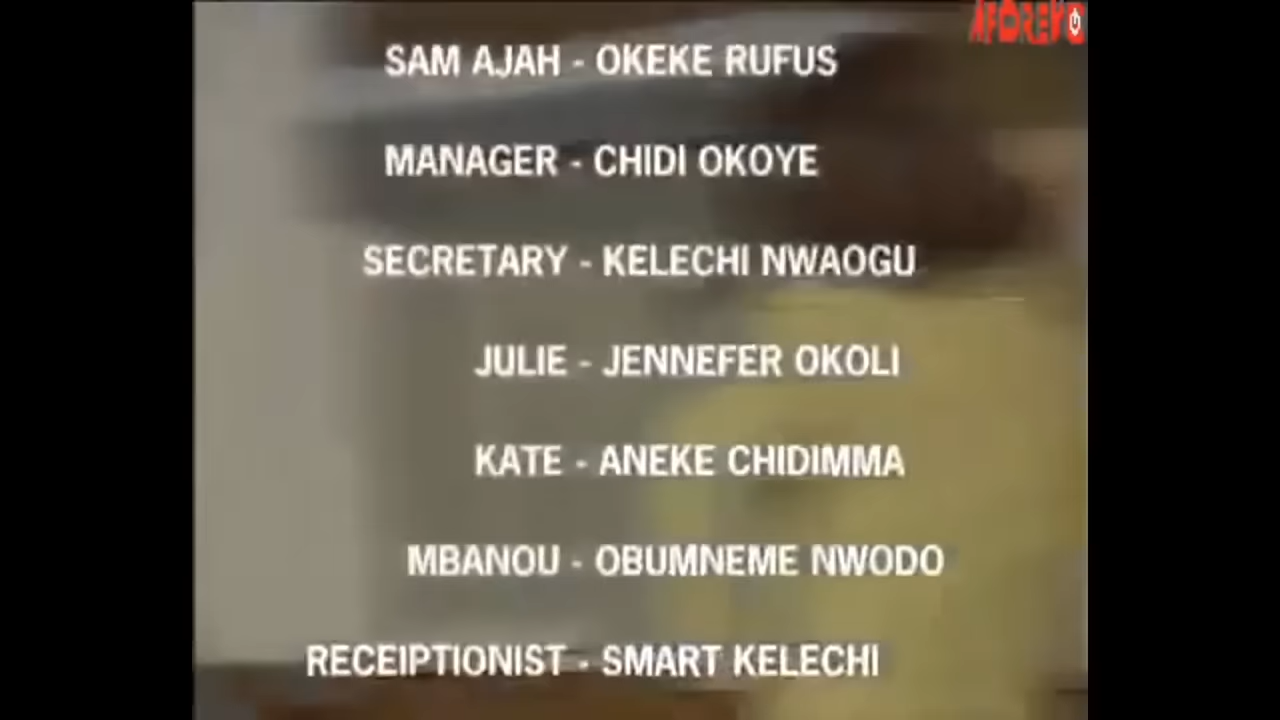 AFOREVO
SAM AJAH - OKEKE RUFUS
MANAGER - CHIDI OKOYE
SECRETARY - KELECHI NWAOGU
JULIE - JENNEFER OKOLI
KATE - ANEKE CHIDIMMA
MBANOU - OBUMNEME NWODO
RECEIPTIONIST - SMART KELECHI